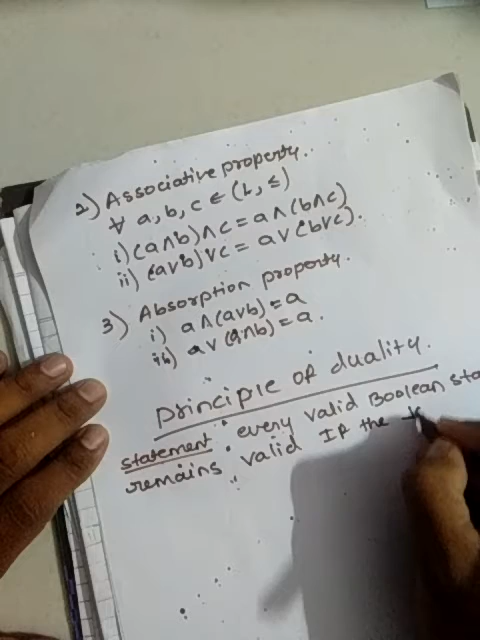 2) Associative property.
∀ a, b, c ∈ (L, ≤)
i) (a∧b)∧c = a∧(b∧c)
ii) (a∨b)∨c = a∨(b∨c).
3) Absorption property.
i) a∧(a∨b) = a
ii) a∨(a∧b) = a.
Principle of duality.
statement : every valid Boolean sta
remains valid IF the